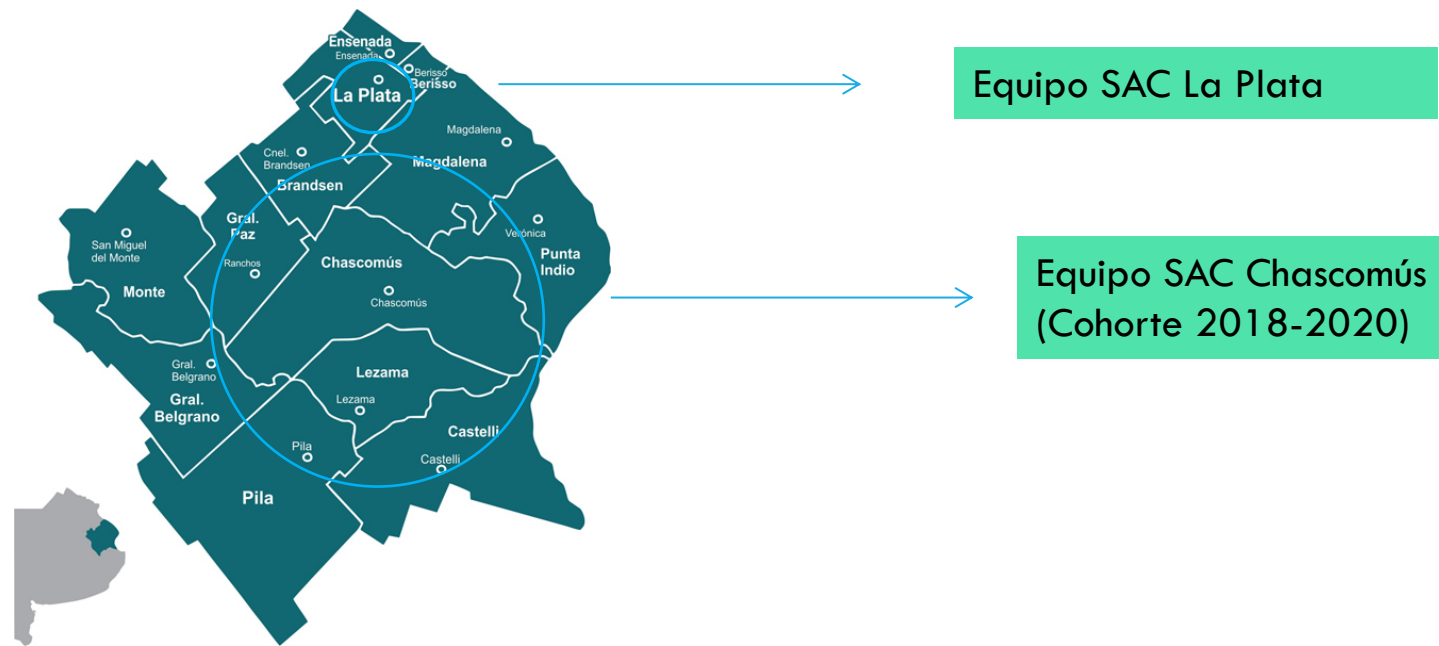 Ensenada
Ensenada
Berisso
Berisso
La Plata
Equipo SAC La Plata
Magdalena
Magdalena
Cnel.
Brandsen
Brandsen
Gral.
Paz
Ranchos
San Miguel
del Monte
Monte
Verónica
Punta
Indio
Chascomús
Chascomús
Equipo SAC Chascomús
(Cohorte 2018-2020)
Gral.
Belgrano
Gral.
Belgrano
Lezama
Lezama
Castelli
Castelli
Pila
Pila